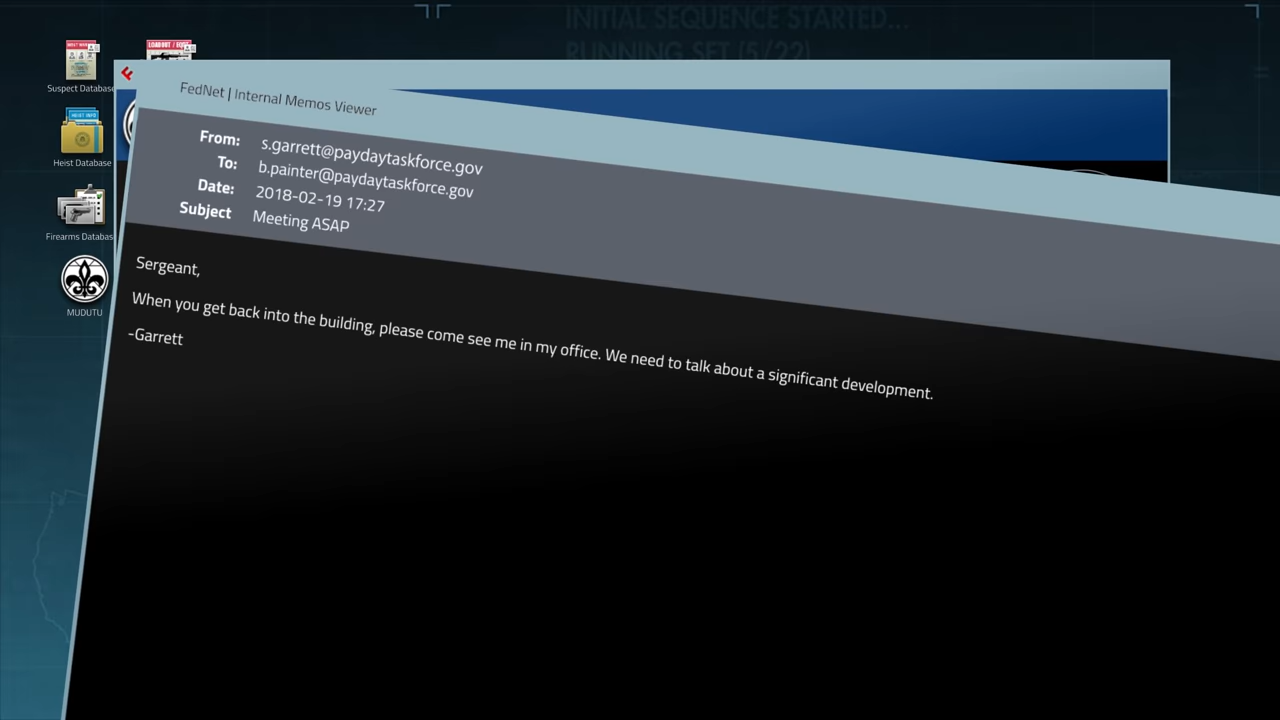 INITIAL SEQUENCE STARTED...
RUNNING SET (5/22)
Suspect Database
LOADOUT /
Heist Database
Firearms Databas
MUDUTU
FedNet | Internal Memos Viewer
From: s.garrett@paydaytaskforce.gov
To: b.painter@paydaytaskforce.gov
Date: 2018-02-19 17:27
Subject Meeting ASAP
Sergeant,
When you get back into the building, please come see me in my office. We need to talk about a significant development.
-Garrett